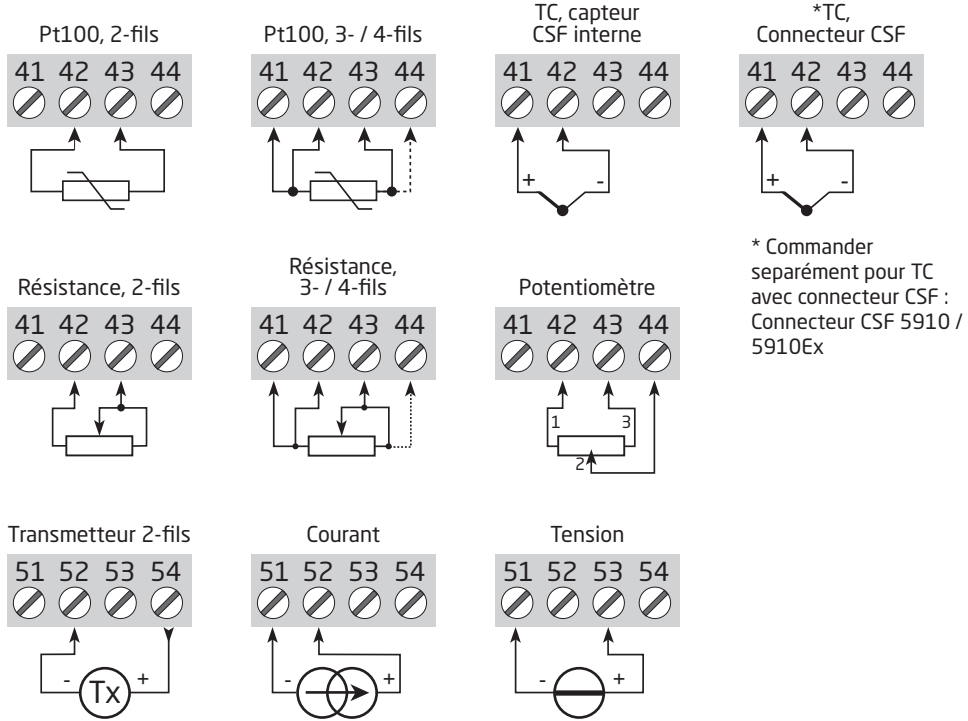 Pt100, 2-fils
41 42 43 44
Pt100, 3- / 4-fils
41 42 43 44
TC, capteur
CSF interne
41 42 43 44
+ -
*TC,
Connecteur CSF
41 42 43 44
+ -
* Commander
separément pour TC
avec connecteur CSF :
Connecteur CSF 5910 /
5910Ex
Résistance, 2-fils
41 42 43 44
Résistance,
3- / 4-fils
41 42 43 44
Potentiomètre
41 42 43 44
1 3
2
Transmetteur 2-fils
51 52 53 54
- Tx +
Courant
51 52 53 54
- +
Tension
51 52 53 54
- +